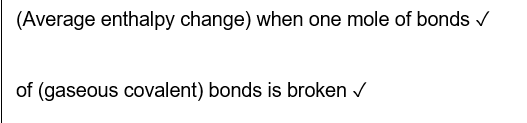 (Average enthalpy change) when one mole of bonds ✓
of (gaseous covalent) bonds is broken ✓